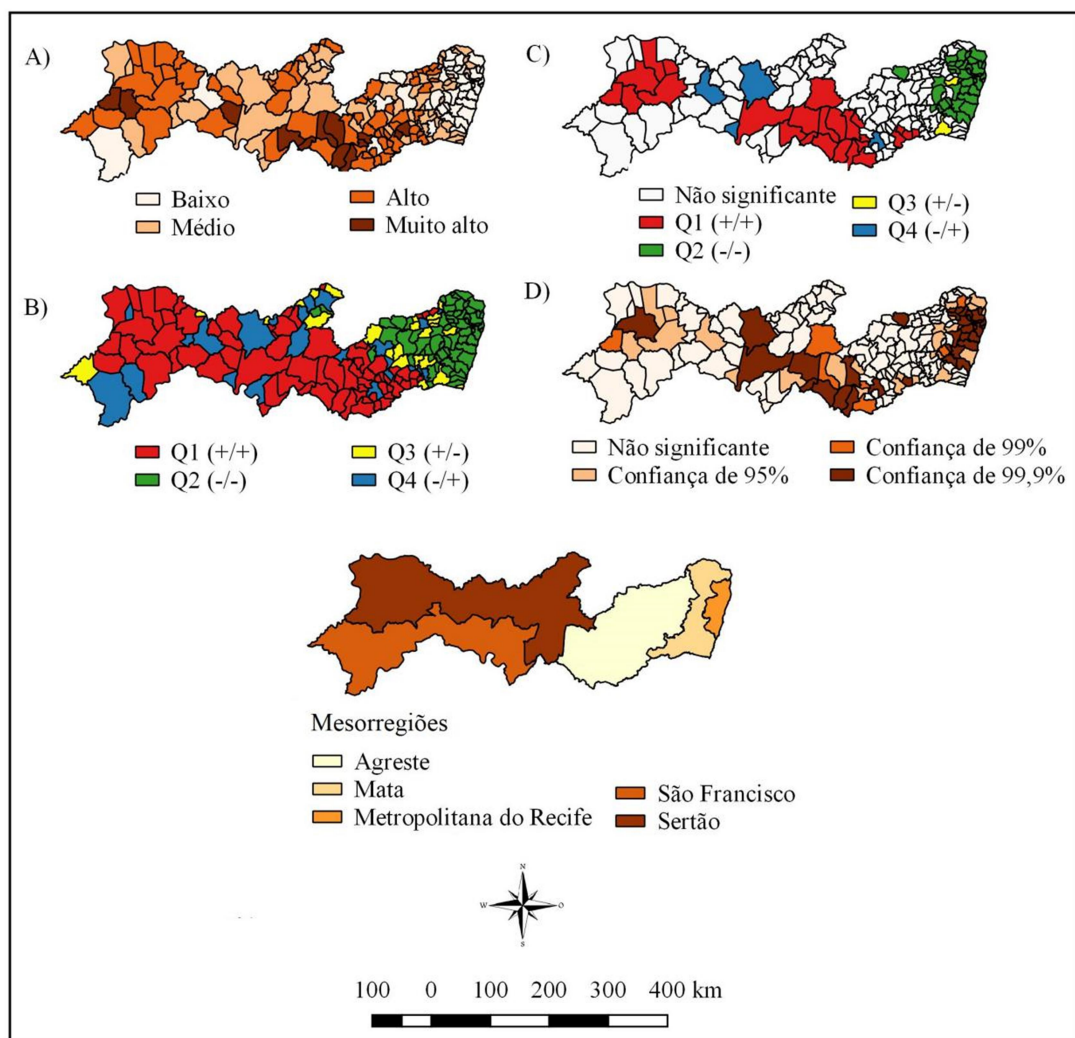 A)
Baixo
Médio
Alto
Muito alto
C)
Não significante
Q1 (+/+)
Q2 (-/-)
Q3 (+/-)
Q4 (-/+)
B)
Q1 (+/+)
Q2 (-/-)
Q3 (+/-)
Q4 (-/+)
D)
Não significante
Confiança de 95%
Confiança de 99%
Confiança de 99,9%
Mesorregiões
Agreste
Mata
Metropolitana do Recife
São Francisco
Sertão
N
W
O
S
100 0 100 200 300 400 km